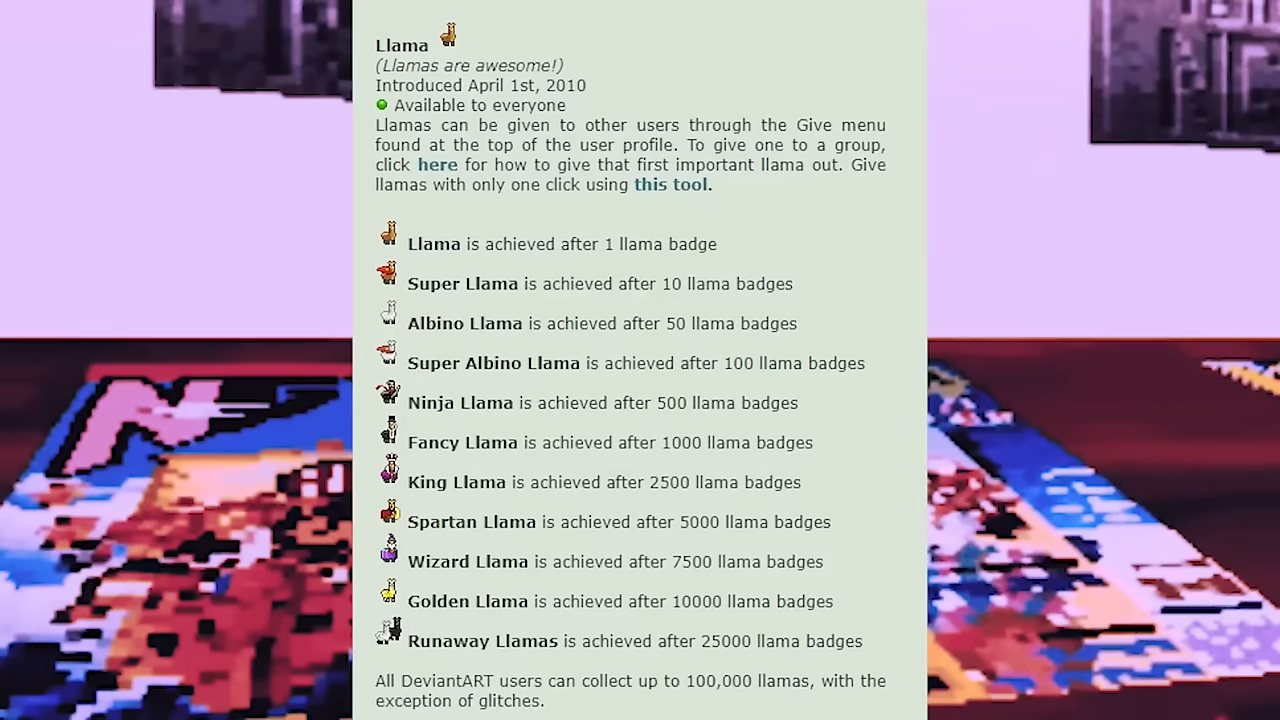 Llama
(Llamas are awesome!)
Introduced April 1st, 2010
Available to everyone
Llamas can be given to other users through the Give menu
found at the top of the user profile. To give one to a group,
click here for how to give that first important llama out. Give
llamas with only one click using this tool.
Llama is achieved after 1 llama badge
Super Llama is achieved after 10 llama badges
Albino Llama is achieved after 50 llama badges
Super Albino Llama is achieved after 100 llama badges
Ninja Llama is achieved after 500 llama badges
Fancy Llama is achieved after 1000 llama badges
King Llama is achieved after 2500 llama badges
Spartan Llama is achieved after 5000 llama badges
Wizard Llama is achieved after 7500 llama badges
Golden Llama is achieved after 10000 llama badges
Runaway Llamas is achieved after 25000 llama badges
All DeviantART users can collect up to 100,000 llamas, with the
exception of glitches.